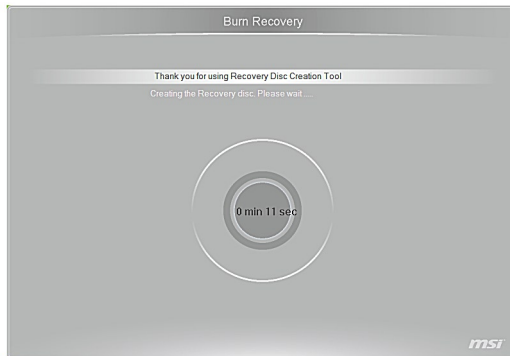 Burn Recovery
Thank you for using Recovery Disc Creation Tool
Creating the Recovery disc. Please wait ....
0 min 11 sec
msi